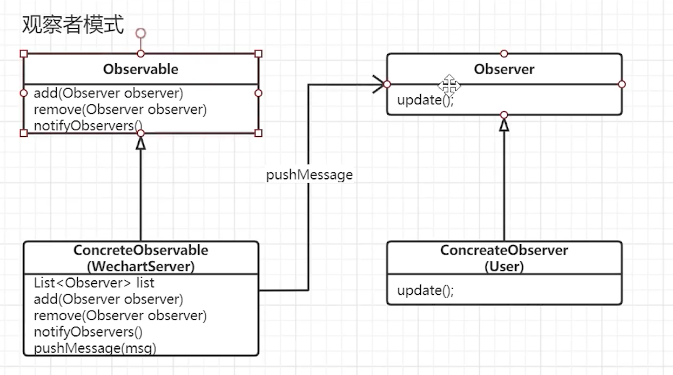 观察者模式
Observable
add(Observer observer)
remove(Observer observer)
notifyObservers()
Observer
update();
pushMessage
ConcreteObservable
(WechartServer)
List<Observer> list
add(Observer observer)
remove(Observer observer)
notifyObservers()
pushMessage(msg)
ConcreateObserver
(User)
update();